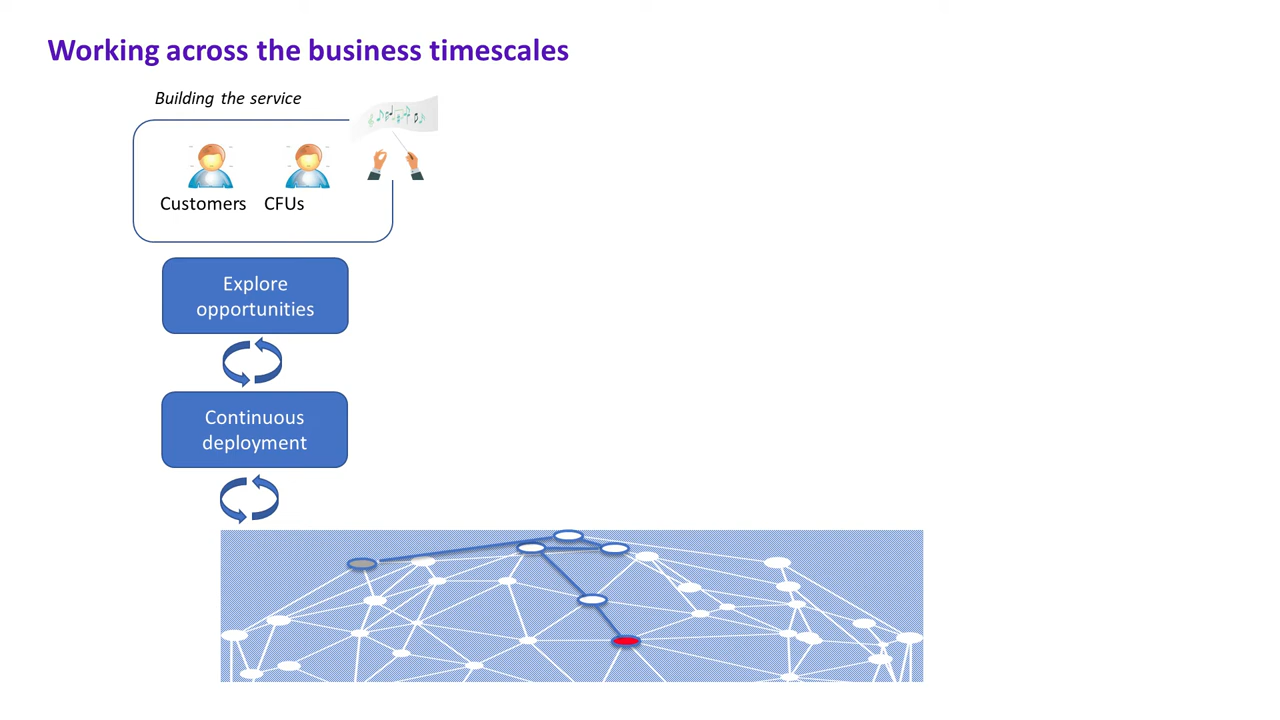 Working across the business timescales
Building the service
Customers
CFUs
Explore
opportunities
Continuous
deployment